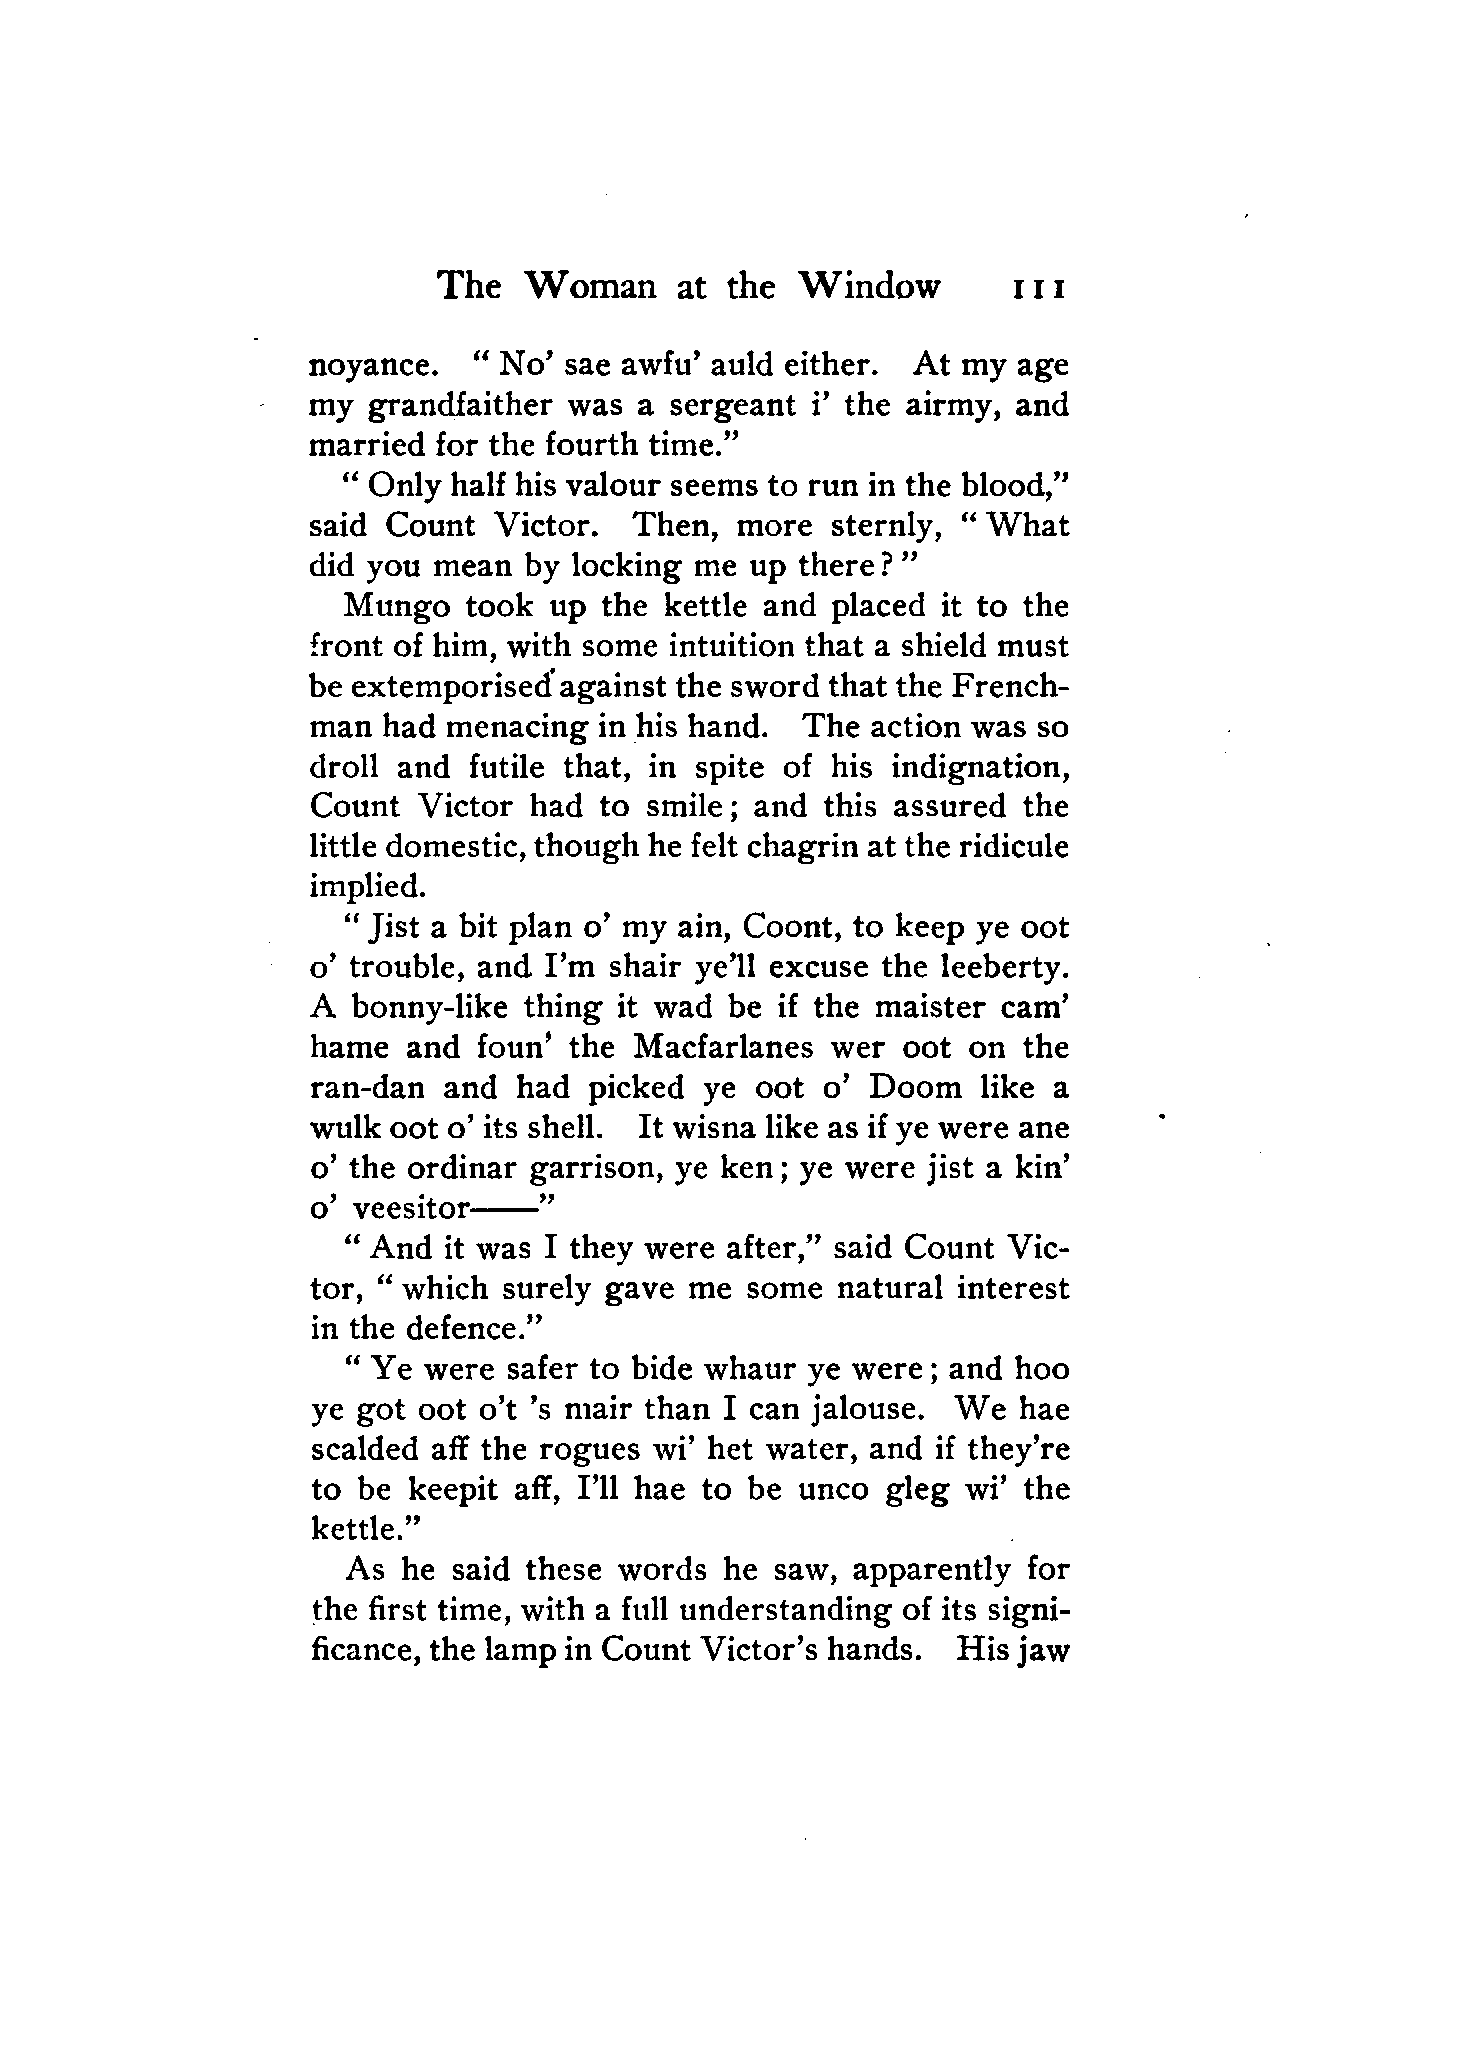 The Woman at the Window 111
noyance. “ No’ sae awfu’ auld either. At my age
my grandfaither was a sergeant i’ the airmy, and
married for the fourth time.”
“ Only half his valour seems to run in the blood,”
said Count Victor. Then, more sternly, “ What
did you mean by locking me up there? ”
Mungo took up the kettle and placed it to the
front of him, with some intuition that a shield must
be extemporised against the sword that the French-
man had menacing in his hand. The action was so
droll and futile that, in spite of his indignation,
Count Victor had to smile; and this assured the
little domestic, though he felt chagrin at the ridicule
implied.
“ Jist a bit plan o’ my ain, Coont, to keep ye oot
o’ trouble, and I’m shair ye’ll excuse the leeberty.
A bonny-like thing it wad be if the maister cam’
hame and foun’ the Macfarlanes wer oot on the
ran-dan and had picked ye oot o’ Doom like a
wulk oot o’ its shell. It wisna like as if ye were ane
o’ the ordinar garrison, ye ken; ye were jist a kin’
o’ veesitor——”
“ And it was I they were after,” said Count Vic-
tor, “ which surely gave me some natural interest
in the defence.”
“ Ye were safer to bide whaur ye were; and hoo
ye got oot o’t ’s mair than I can jalouse. We hae
scalded aff the rogues wi’ het water, and if they’re
to be keepit aff, I’ll hae to be unco gleg wi’ the
kettle.”
As he said these words he saw, apparently for
the first time, with a full understanding of its signi-
ficance, the lamp in Count Victor’s hands. His jaw